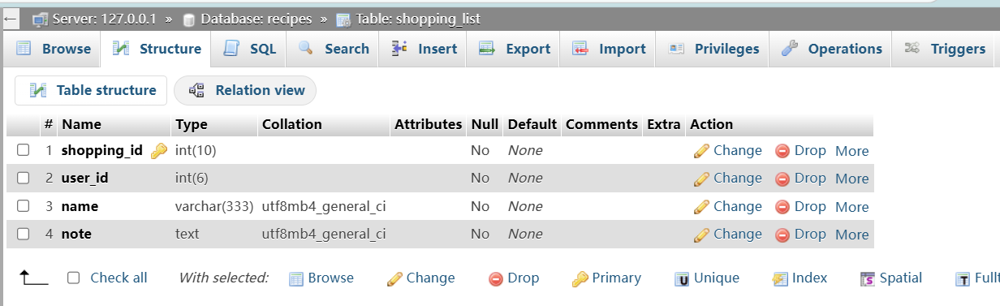 ← Server: 127.0.0.1 » Database: recipes » Table: shopping_list
Browse Structure SQL Search Insert Export Import Privileges Operations Triggers
Table structure Relation view
# Name Type Collation Attributes Null Default Comments Extra Action
1 shopping_id int(10) No None Change Drop More
2 user_id int(6) No None Change Drop More
3 name varchar(333) utf8mb4_general_ci No None Change Drop More
4 note text utf8mb4_general_ci No None Change Drop More
Check all With selected: Browse Change Drop Primary U Unique Index S Spatial T Fullt